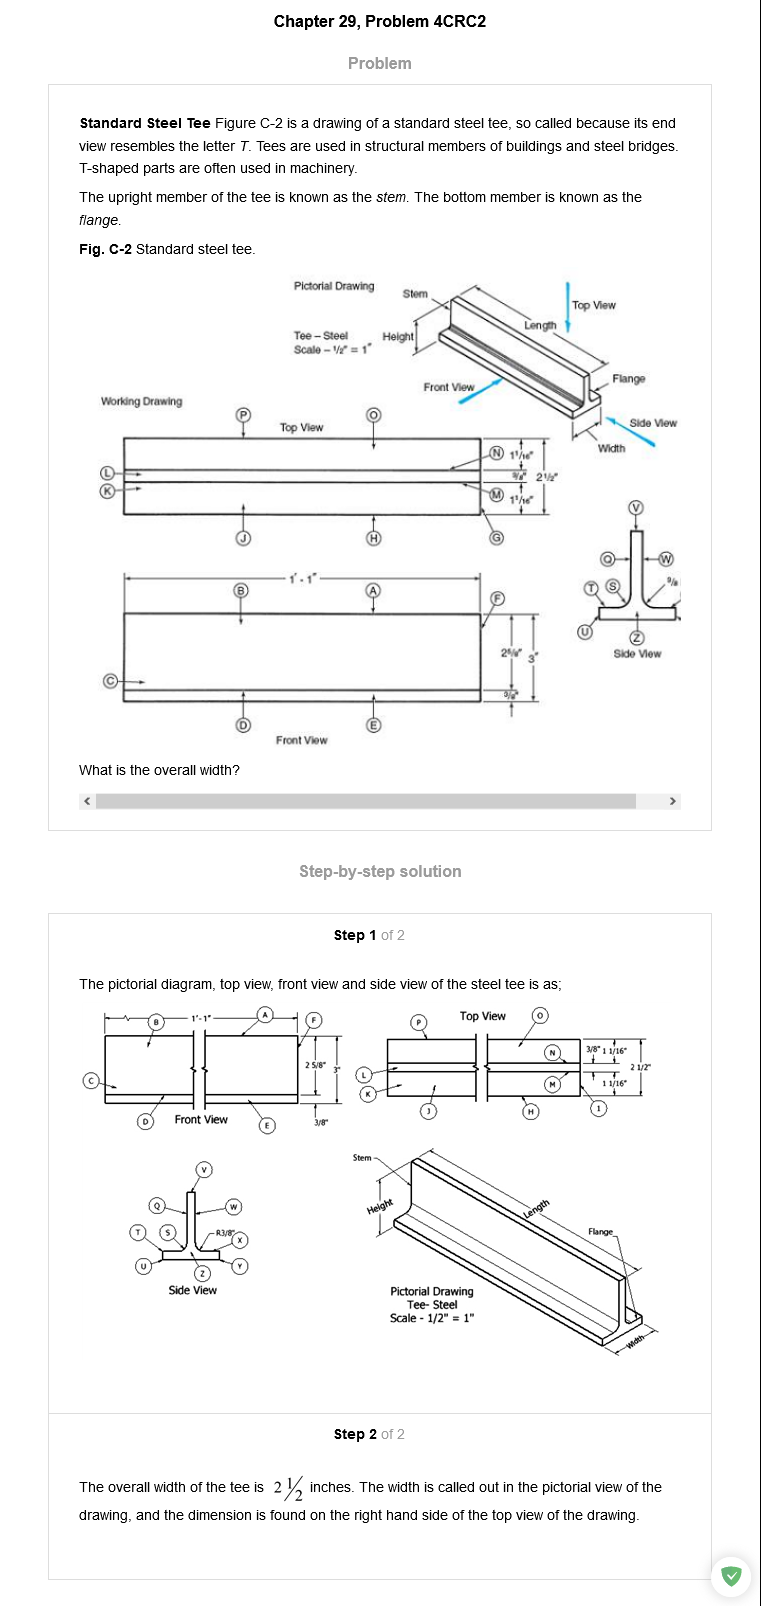 Chapter 29, Problem 4CRC2
Problem
Standard Steel Tee Figure C-2 is a drawing of a standard steel tee, so called because its end
view resembles the letter T. Tees are used in structural members of buildings and steel bridges.
T-shaped parts are often used in machinery.
The upright member of the tee is known as the stem. The bottom member is known as the
flange.
Fig. C-2 Standard steel tee.
Pictorial Drawing
Stem
Top View
Length
Tee – Steel
Height
Scale – 1/2" = 1"
Flange
Front View
Working Drawing
Side View
P
O
Top View
Width
N
1 1/16"
L
3/8"
2 1/2"
K
M
1 1/16"
V
J
H
G
Q
W
1' - 1"
B
A
T
S
3/8
F
U
Z
2 5/8"
3"
Side View
C
3/8"
D
E
Front View
What is the overall width?
Step-by-step solution
Step 1 of 2
The pictorial diagram, top view, front view and side view of the steel tee is as;
1'-1"
B
A
F
P
Top View
O
N
3/8"
1 1/16"
2 5/8"
3"
2 1/2"
C
L
M
1 1/16"
K
D
Front View
E
3/8"
J
H
I
Stem
V
Q
W
Height
Length
T
S
R3/8"
X
Flange
U
Z
Y
Side View
Pictorial Drawing
Tee- Steel
Scale - 1/2" = 1"
Width
Step 2 of 2
The overall width of the tee is 2 1/2 inches. The width is called out in the pictorial view of the
drawing, and the dimension is found on the right hand side of the top view of the drawing.